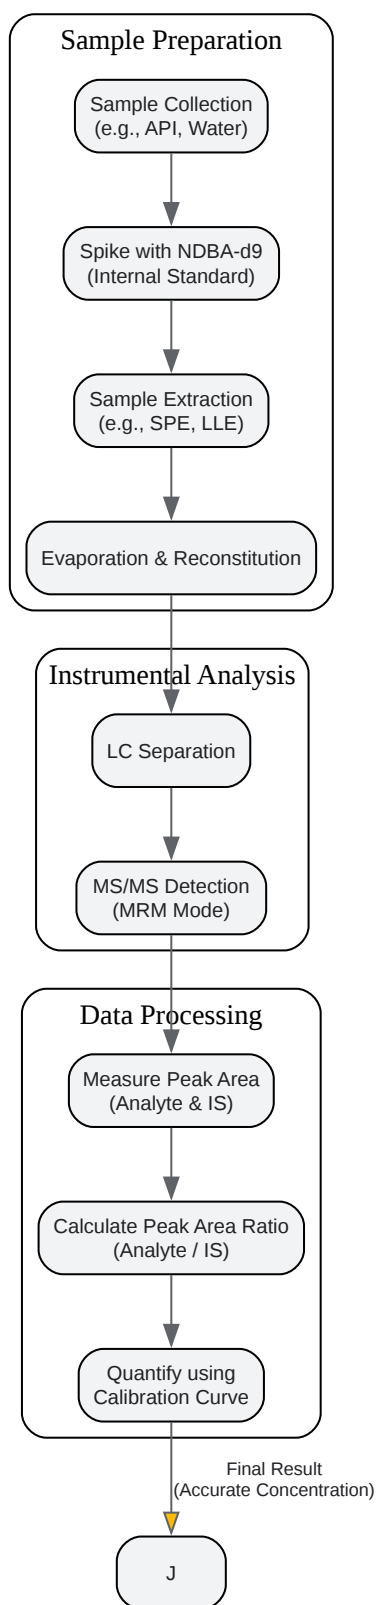 Sample Preparation
Sample Collection
(e.g., API, Water)
Spike with NDBA-d9
(Internal Standard)
Sample Extraction
(e.g., SPE, LLE)
Evaporation & Reconstitution
Instrumental Analysis
LC Separation
MS/MS Detection
(MRM Mode)
Data Processing
Measure Peak Area
(Analyte & IS)
Calculate Peak Area Ratio
(Analyte / IS)
Quantify using
Calibration Curve
Final Result
(Accurate Concentration)
J